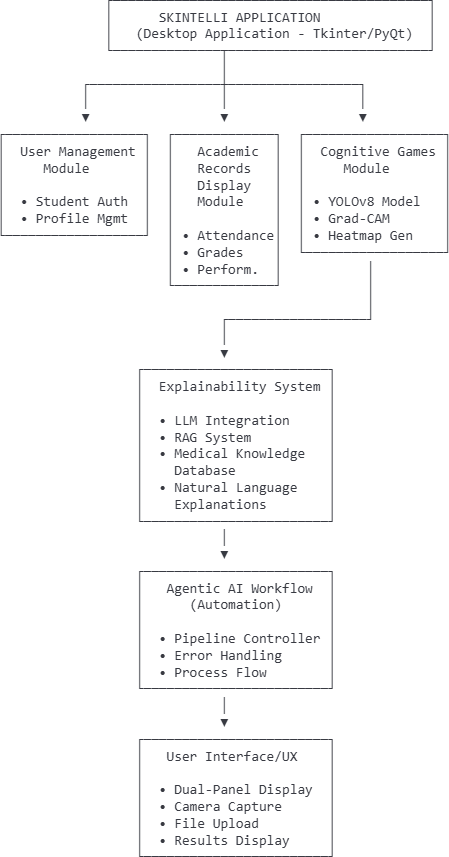 SKINTELLI APPLICATION
(Desktop Application - Tkinter/PyQt)
User Management
Module
• Student Auth
• Profile Mgmt
Academic
Records
Display
Module
• Attendance
• Grades
• Perform.
Cognitive Games
Module
• YOLOv8 Model
• Grad-CAM
• Heatmap Gen
Explainability System
• LLM Integration
• RAG System
• Medical Knowledge
Database
• Natural Language
Explanations
Agentic AI Workflow
(Automation)
• Pipeline Controller
• Error Handling
• Process Flow
User Interface/UX
• Dual-Panel Display
• Camera Capture
• File Upload
• Results Display